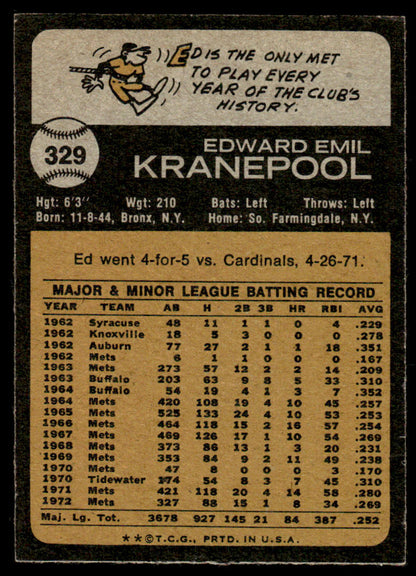 ED IS THE ONLY MET
TO PLAY EVERY
YEAR OF THE CLUB'S
HISTORY.
329
EDWARD EMIL
KRANEPOOL
Hgt: 6'3" Wgt: 210 Bats: Left Throws: Left
Born: 11-8-44, Bronx, N.Y. Home: So. Farmingdale, N.Y.
Ed went 4-for-5 vs. Cardinals, 4-26-71.
MAJOR & MINOR LEAGUE BATTING RECORD
YEAR TEAM AB H 2B 3B HR RBI AVG
1962 Syracuse 48 11 1 1 0 4 .229
1962 Knoxville 18 5 3 0 0 0 .278
1962 Auburn 77 27 1 1 1 18 .351
1962 Mets 6 1 1 0 0 0 .167
1963 Mets 273 57 12 2 2 14 .209
1963 Buffalo 203 63 9 8 5 33 .310
1964 Buffalo 54 19 4 1 3 7 .352
1964 Mets 420 108 19 4 10 45 .257
1965 Mets 525 133 24 4 10 53 .253
1966 Mets 464 118 15 2 16 57 .254
1967 Mets 469 126 17 1 10 54 .269
1968 Mets 373 86 13 1 3 20 .231
1969 Mets 353 84 9 2 11 49 .238
1970 Mets 47 8 0 0 0 3 .170
1970 Tidewater 174 54 8 3 7 45 .310
1971 Mets 421 118 20 4 14 58 .280
1972 Mets 327 88 15 1 8 34 .269
Maj. Lg. Tot. 3678 927 145 21 84 387 .252
**©T.C.G., PRTD. IN U.S.A.